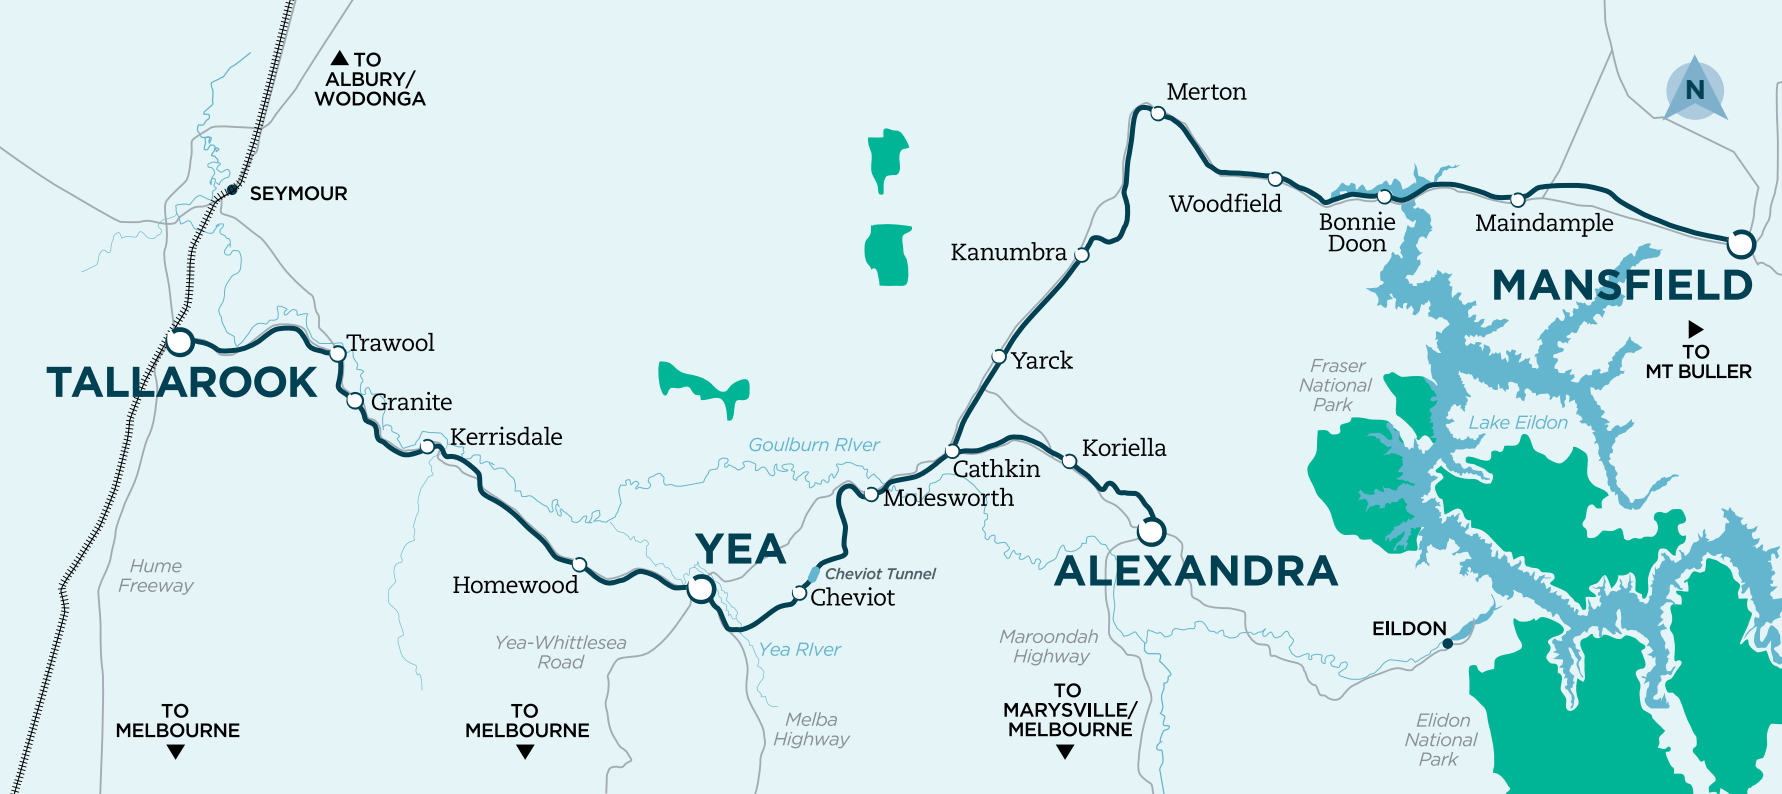 TO
ALBURY/
WODONGA
N
Merton
SEYMOUR
Woodfield
Bonnie
Doon
Maindample
Kanumbra
MANSFIELD
TO
MT BULLER
Trawool
TALLAROOK
Granite
Yarck
Fraser
National
Park
Lake Eildon
Kerrisdale
Goulburn RIver
Koriella
Cathkin
Molesworth
YEA
ALEXANDRA
Hume
Freeway
Homewood
Cheviot Tunnel
Cheviot
Yea-Whittlesea
Road
Yea RIver
Maroondah
Highway
EILDON
TO
MELBOURNE
TO
MELBOURNE
Melba
Highway
TO
MARYSVILLE/
MELBOURNE
Elidon
National
Park